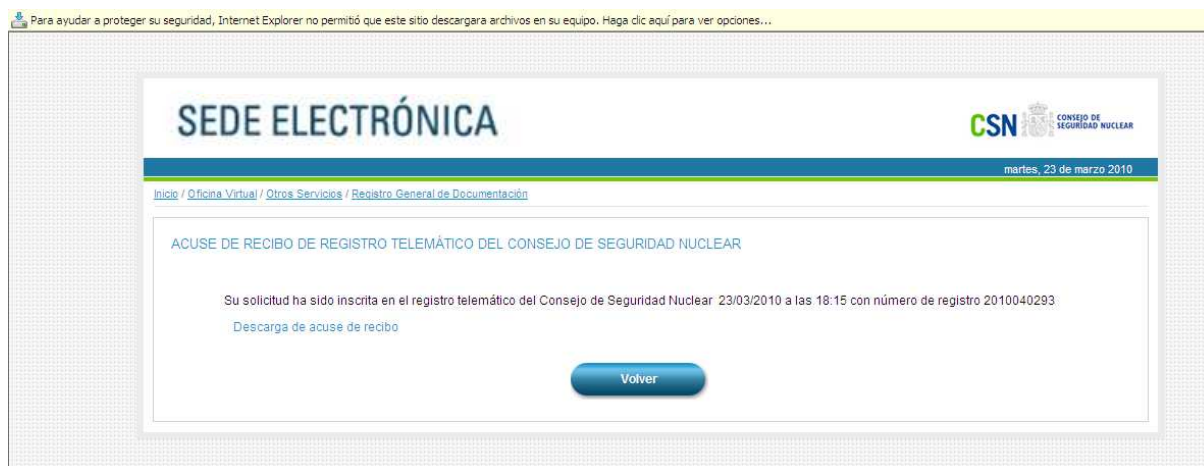 Para ayudar a proteger su seguridad, Internet Explorer no permitió que este sitio descargara archivos en su equipo. Haga clic aquí para ver opciones...
SEDE ELECTRÓNICA
CSN CONSEJO DE
SEGURIDAD NUCLEAR
martes, 23 de marzo 2010
Inicio / Oficina Virtual / Otros Servicios / Registro General de Documentación
ACUSE DE RECIBO DE REGISTRO TELEMÁTICO DEL CONSEJO DE SEGURIDAD NUCLEAR
Su solicitud ha sido inscrita en el registro telemático del Consejo de Seguridad Nuclear 23/03/2010 a las 18:15 con número de registro 2010040293
Descarga de acuse de recibo
Volver